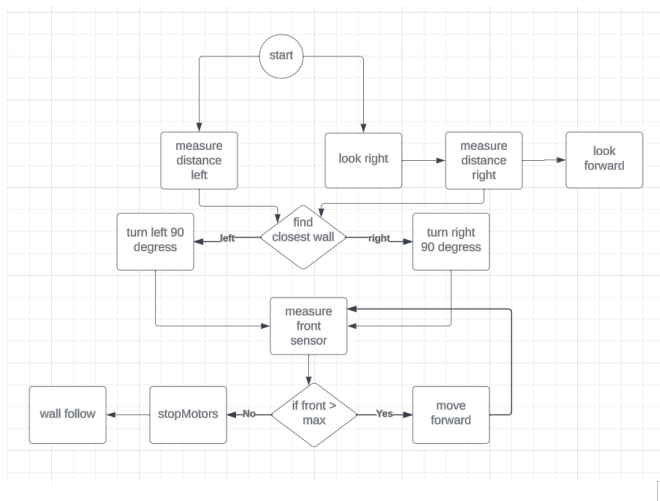 start
measure
distance
left
look right
measure
distance
right
look
forward
find
closest wall
turn left 90
degress
left
right
turn right
90 degress
measure
front
sensor
wall follow
stopMotors
No
if front >
max
Yes
move
forward